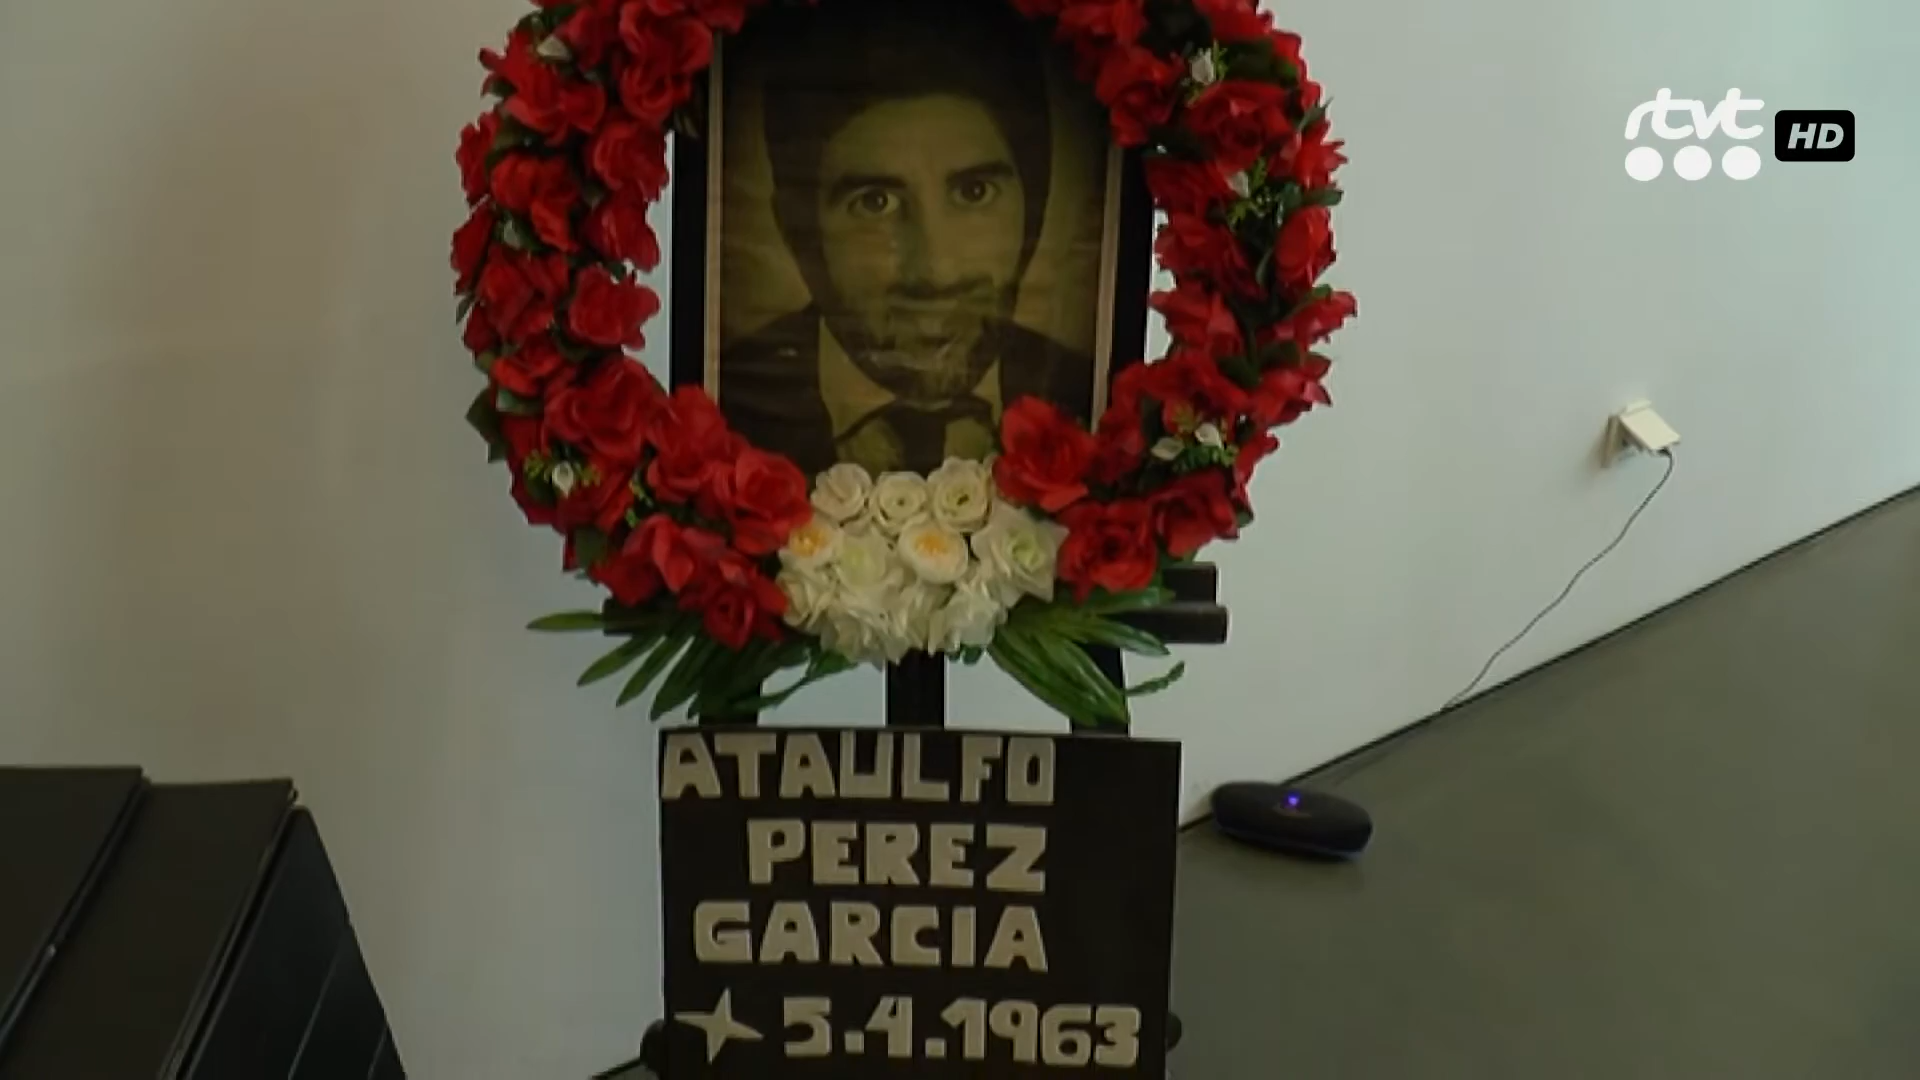 rtvt
HD
ATAULFO
PEREZ
GARCIA
5.4.1963